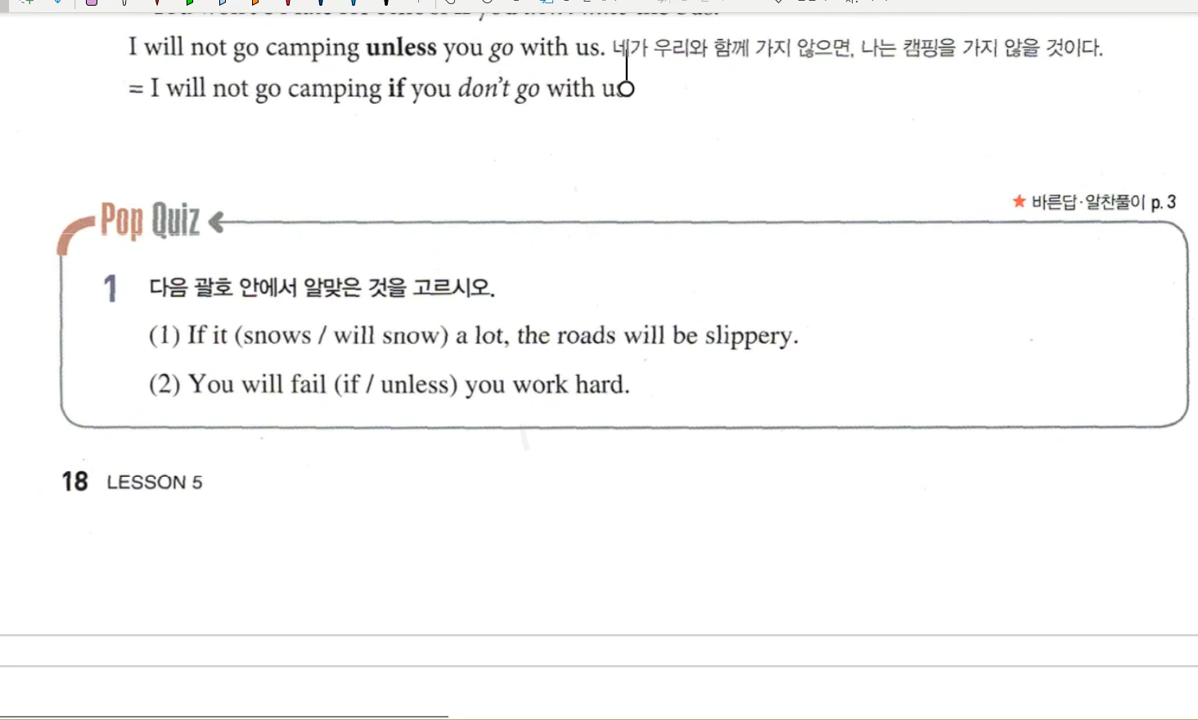 I will not go camping unless you go with us. 네가 우리와 함께 가지 않으면, 나는 캠핑을 가지 않을 것이다.
= I will not go camping if you don't go with us
★ 바른답·알찬풀이 p. 3
Pop Quiz
1 다음 괄호 안에서 알맞은 것을 고르시오.
(1) If it (snows / will snow) a lot, the roads will be slippery.
(2) You will fail (if / unless) you work hard.
18 LESSON 5